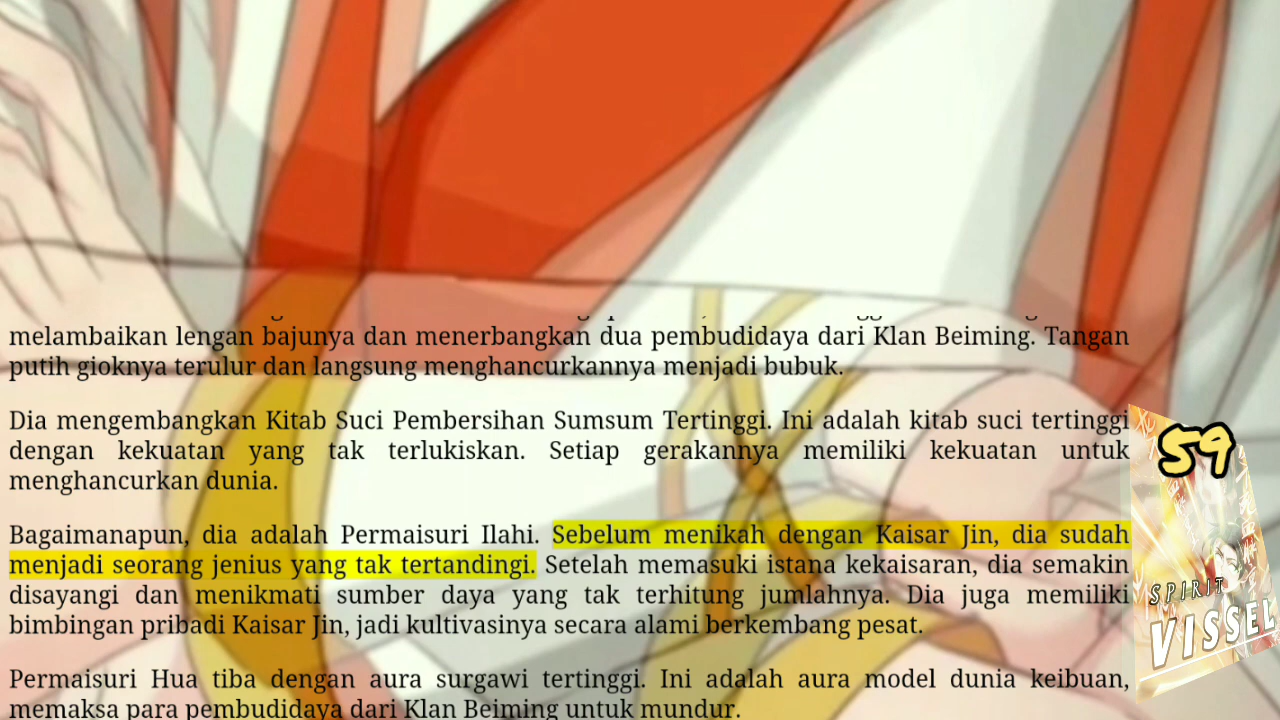 melambaikan lengan bajunya dan menerbangkan dua pembudidaya dari Klan Beiming. Tangan
putih gioknya terulur dan langsung menghancurkannya menjadi bubuk.
Dia mengembangkan Kitab Suci Pembersihan Sumsum Tertinggi. Ini adalah kitab suci tertinggi
dengan kekuatan yang tak terlukiskan. Setiap gerakannya memiliki kekuatan untuk
menghancurkan dunia.
Bagaimanapun, dia adalah Permaisuri Ilahi. Sebelum menikah dengan Kaisar Jin, dia sudah
menjadi seorang jenius yang tak tertandingi. Setelah memasuki istana kekaisaran, dia semakin
disayangi dan menikmati sumber daya yang tak terhitung jumlahnya. Dia juga memiliki
bimbingan pribadi Kaisar Jin, jadi kultivasinya secara alami berkembang pesat.
Permaisuri Hua tiba dengan aura surgawi tertinggi. Ini adalah aura model dunia keibuan,
memaksa para pembudidaya dari Klan Beiming untuk mundur.
59
SPIRIT
VISSEL